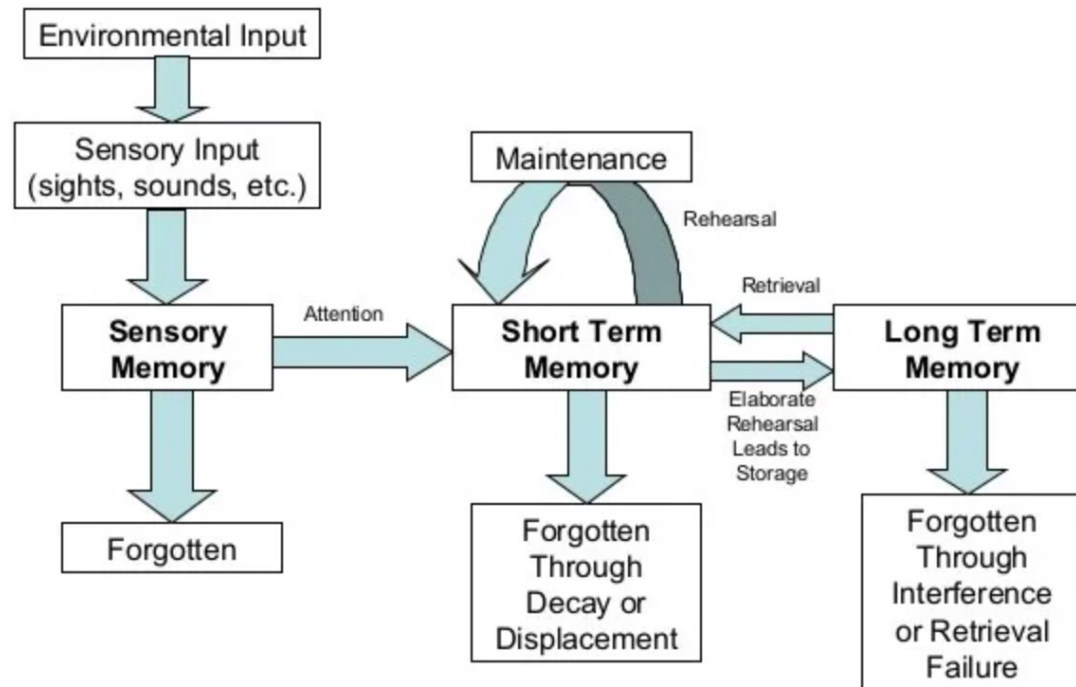 Environmental Input
Sensory Input
(sights, sounds, etc.)
Maintenance
Rehearsal
Retrieval
Attention
Sensory
Memory
Short Term
Memory
Long Term
Memory
Elaborate
Rehearsal
Leads to
Storage
Forgotten
Forgotten
Through
Decay or
Displacement
Forgotten
Through
Interference
or Retrieval
Failure